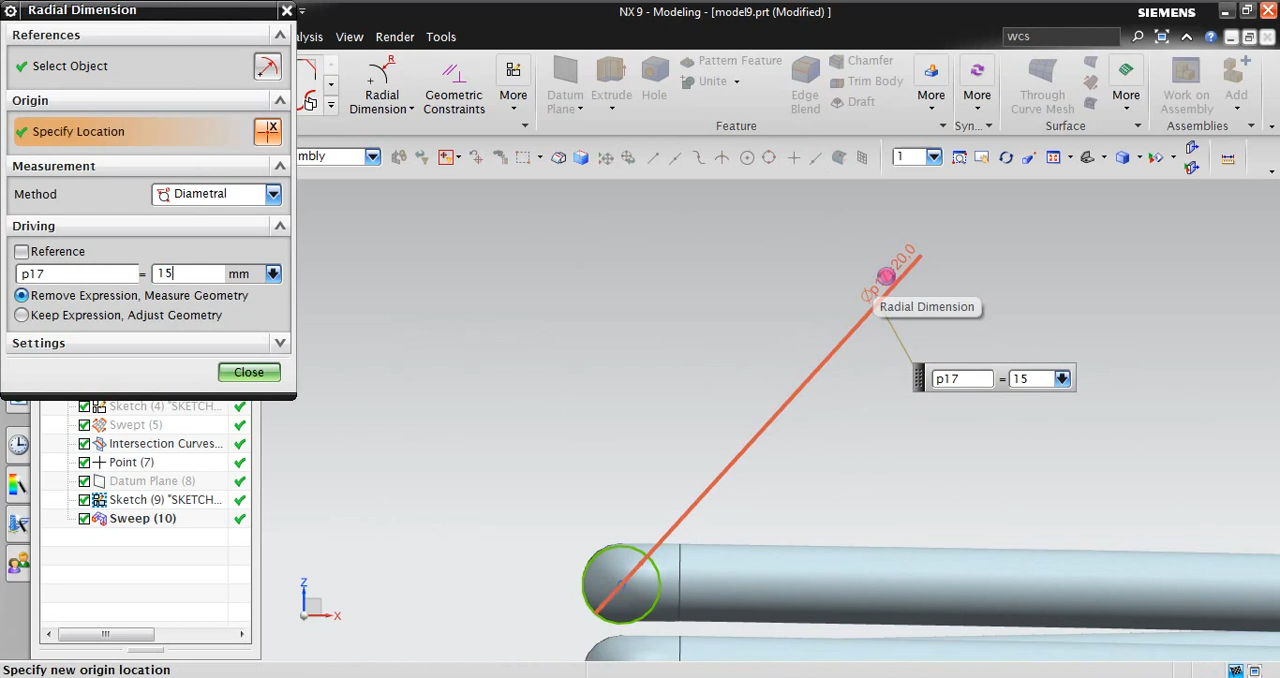 Radial Dimension
NX 9 - Modeling - [model9.prt (Modified) ]
SIEMENS
References
Select Object
Origin
Specify Location
Measurement
Method
Diametral
Driving
Reference
p17
=
15
mm
Remove Expression, Measure Geometry
Keep Expression, Adjust Geometry
Settings
Close
alysis
View
Render
Tools
wcs
Radial
Dimension
Geometric
Constraints
More
Datum
Plane
Extrude
Hole
Pattern Feature
Unite
Edge
Blend
Chamfer
Trim Body
Draft
More
More
Through
Curve Mesh
More
Work on
Assembly
Add
Feature
Syn...
Surface
Assemblies
mbly
1
Sketch (4) "SKETCH...
Swept (5)
Intersection Curves...
Point (7)
Datum Plane (8)
Sketch (9) "SKETCH...
Sweep (10)
20,0
Radial Dimension
p17
=
15
Z
X
Specify new origin location